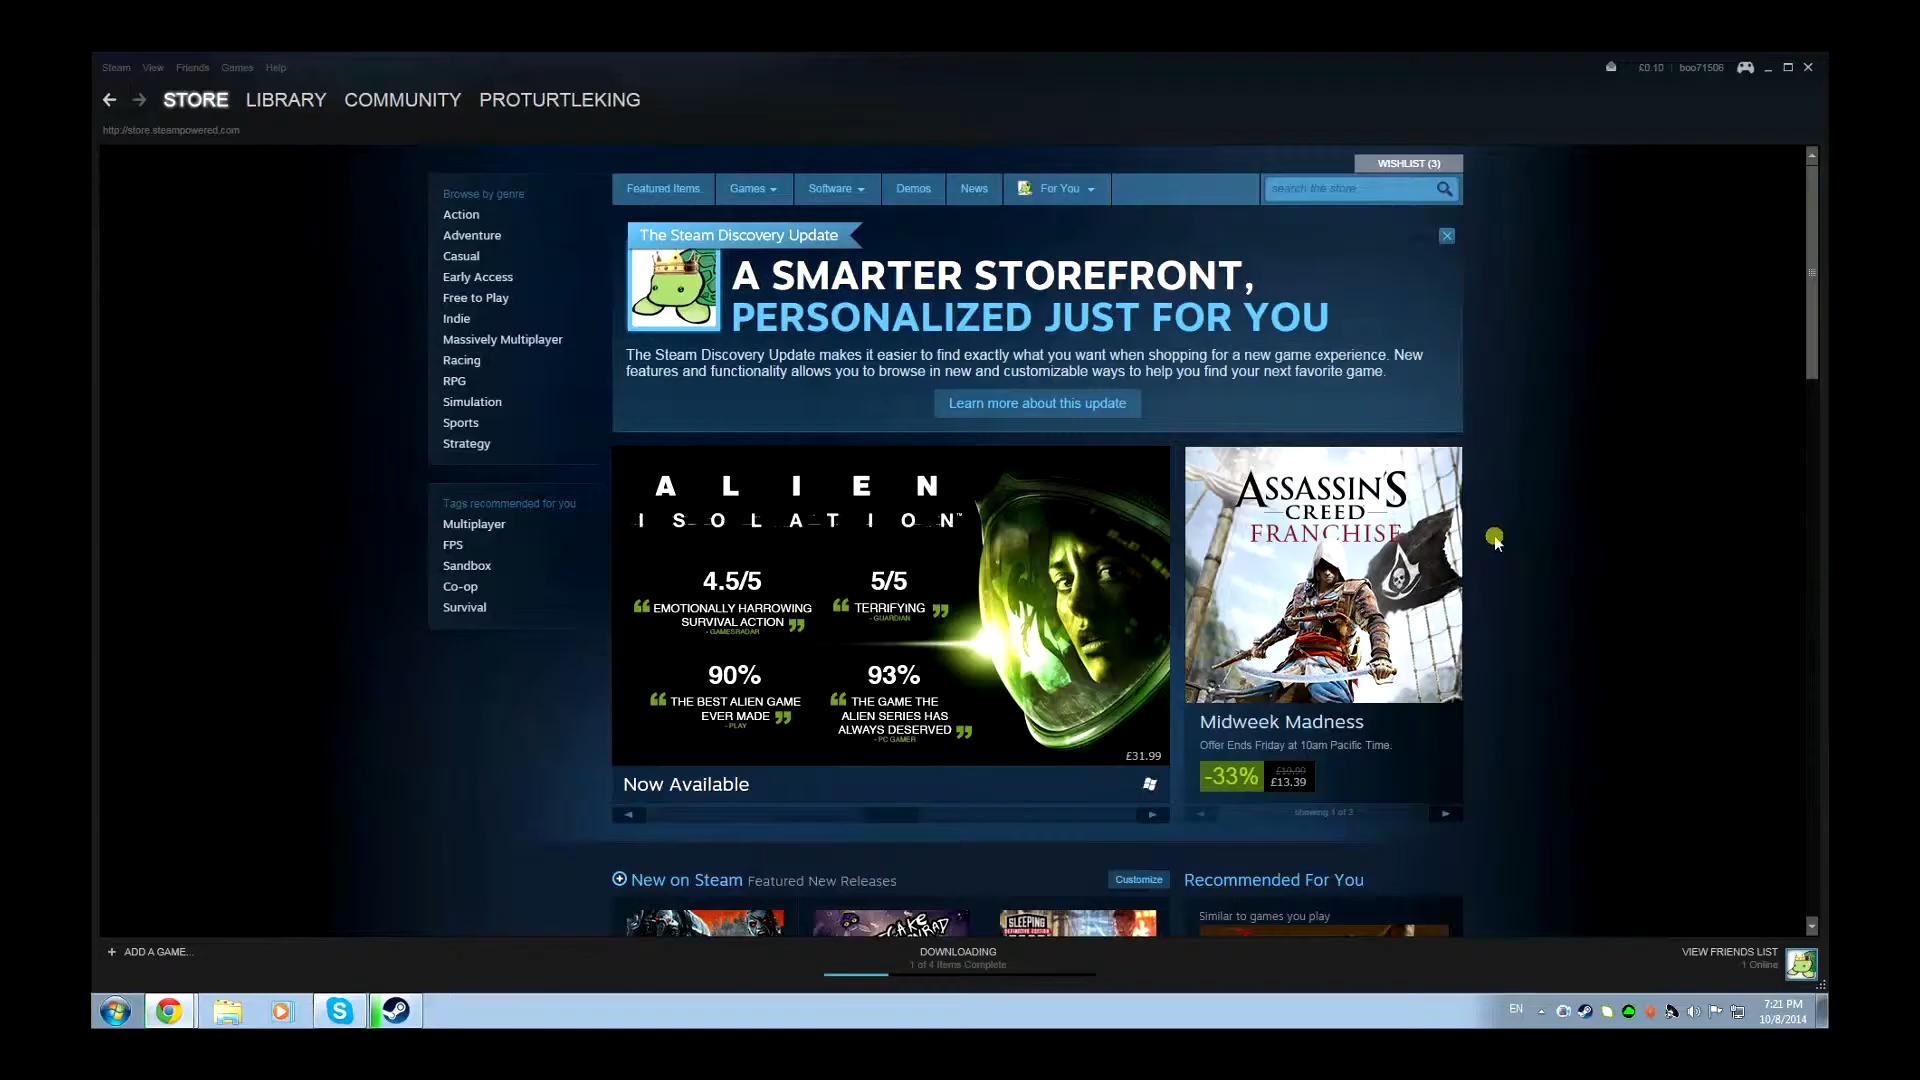 Steam View Friends Games Help
£0.10 boo71506
STORE LIBRARY COMMUNITY PROTURTLEKING
http://store.steampowered.com
WISHLIST (3)
Featured Items Games Software Demos News For You
search the store
Browse by genre
Action
Adventure
Casual
Early Access
Free to Play
Indie
Massively Multiplayer
Racing
RPG
Simulation
Sports
Strategy
Tags recommended for you
Multiplayer
FPS
Sandbox
Co-op
Survival
The Steam Discovery Update
A SMARTER STOREFRONT,
PERSONALIZED JUST FOR YOU
The Steam Discovery Update makes it easier to find exactly what you want when shopping for a new game experience. New
features and functionality allows you to browse in new and customizable ways to help you find your next favorite game.
Learn more about this update
ALIEN
ISOLATION™
4.5/5
“ EMOTIONALLY HARROWING
SURVIVAL ACTION ”
- GAMESRADAR
5/5
“ TERRIFYING ”
- GUARDIAN
90%
“ THE BEST ALIEN GAME
EVER MADE ”
- PLAY
93%
“ THE GAME THE
ALIEN SERIES HAS
ALWAYS DESERVED ”
- PC GAMER
£31.99
Now Available
ASSASSIN'S
CREED
FRANCHISE
Midweek Madness
Offer Ends Friday at 10am Pacific Time.
-33%
£19.99
£13.39
showing 1 of 3
New on Steam Featured New Releases
Customize
Recommended For You
Similar to games you play
SLEEPING
+ ADD A GAME...
DOWNLOADING
1 of 4 Items Complete
VIEW FRIENDS LIST
1 Online
EN
7:21 PM
10/8/2014